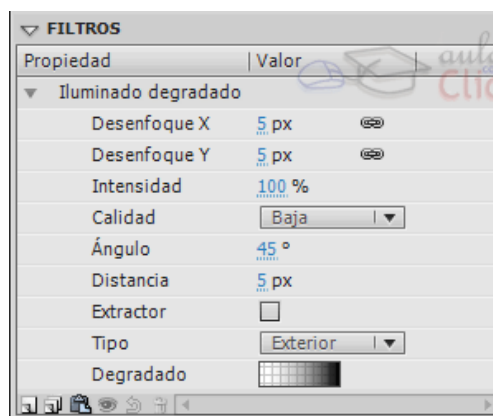 FILTROS
Propiedad Valor
Iluminado degradado
Desenfoque X 5 px
Desenfoque Y 5 px
Intensidad 100 %
Calidad Baja
Ángulo 45 °
Distancia 5 px
Extractor
Tipo Exterior
Degradado